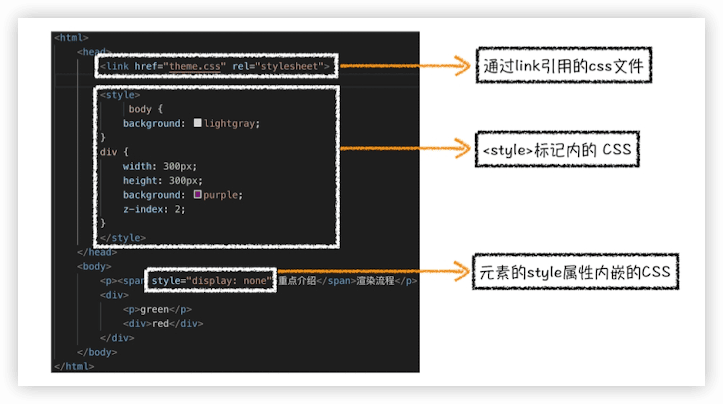 <html>
<head>
<link href="theme.css" rel="stylesheet">
通过link引用的css文件
<style>
body {
background: lightgray;
}
<style>标记内的 CSS
div {
width: 300px;
height: 300px;
background: purple;
z-index: 2;
}
</style>
</head>
<body>
元素的style属性内嵌的CSS
<p><span style="display: none">重点介绍</span>渲染流程</p>
<div>
<p>green</p>
<div>red</div>
</div>
</body>
</html>